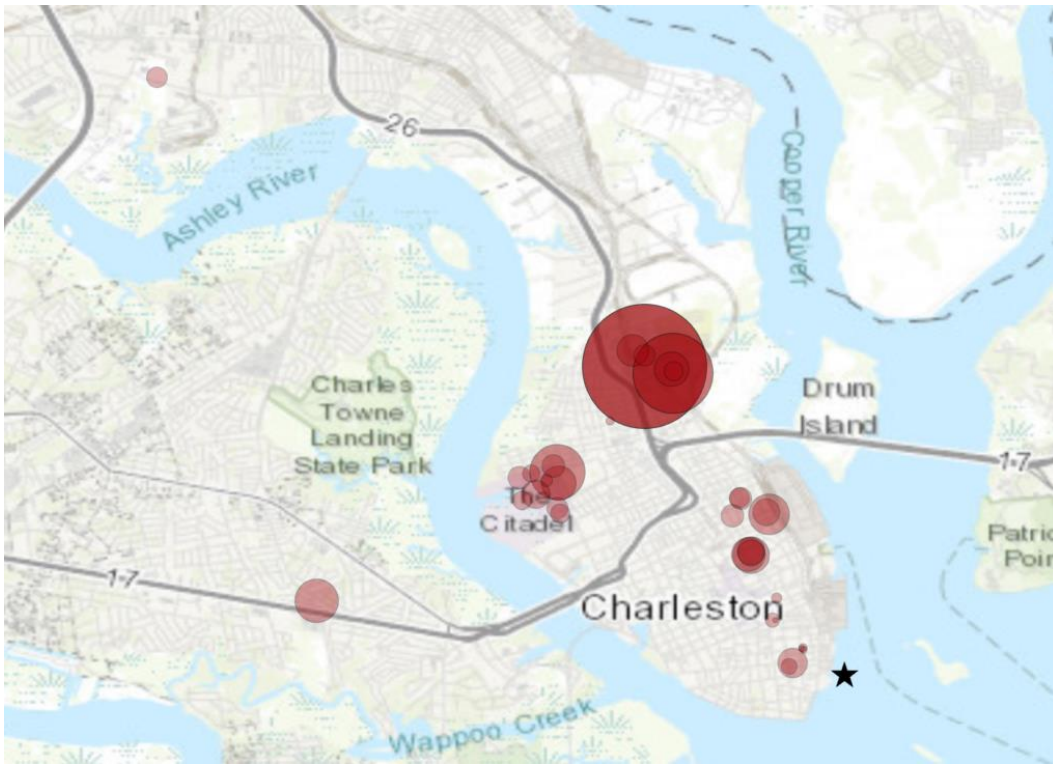 26
Ashley River
Cooper River
Charles
Towne
Landing
State Park
Drum
Island
17
The
Citadel
Patric
Poin
17
Charleston
Wappoo Creek